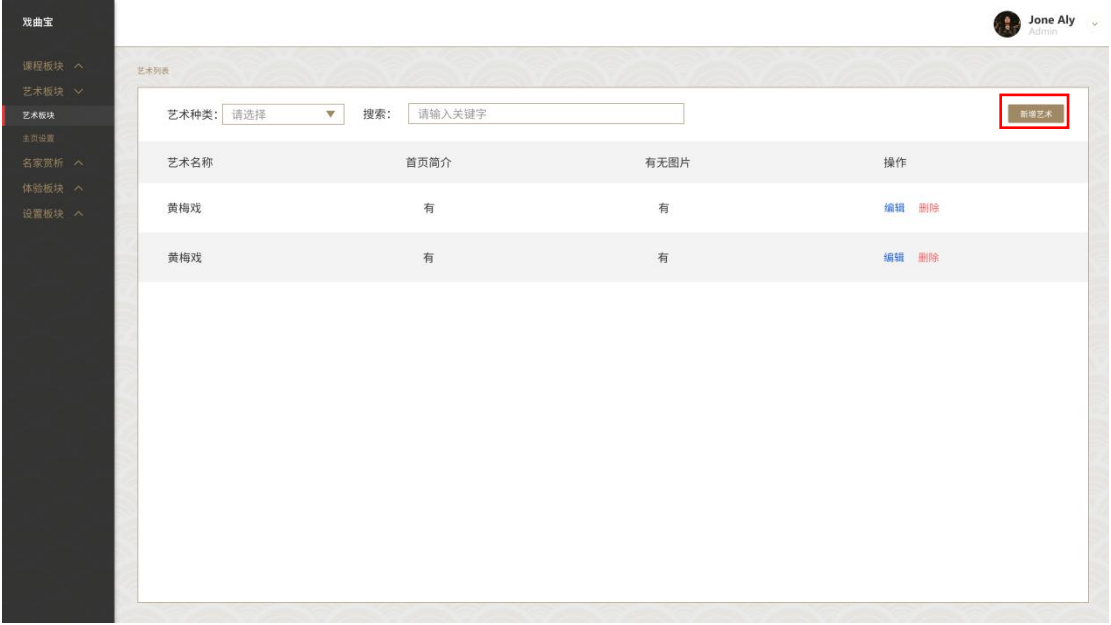 戏曲宝
Jone Aly
Admin
课程板块
艺术板块
艺术板块
主页设置
名家赏析
体验板块
设置板块
艺术列表
艺术种类： 请选择 搜索： 请输入关键字 新增艺术
艺术名称 首页简介 有无图片 操作
黄梅戏 有 有 编辑 删除
黄梅戏 有 有 编辑 删除